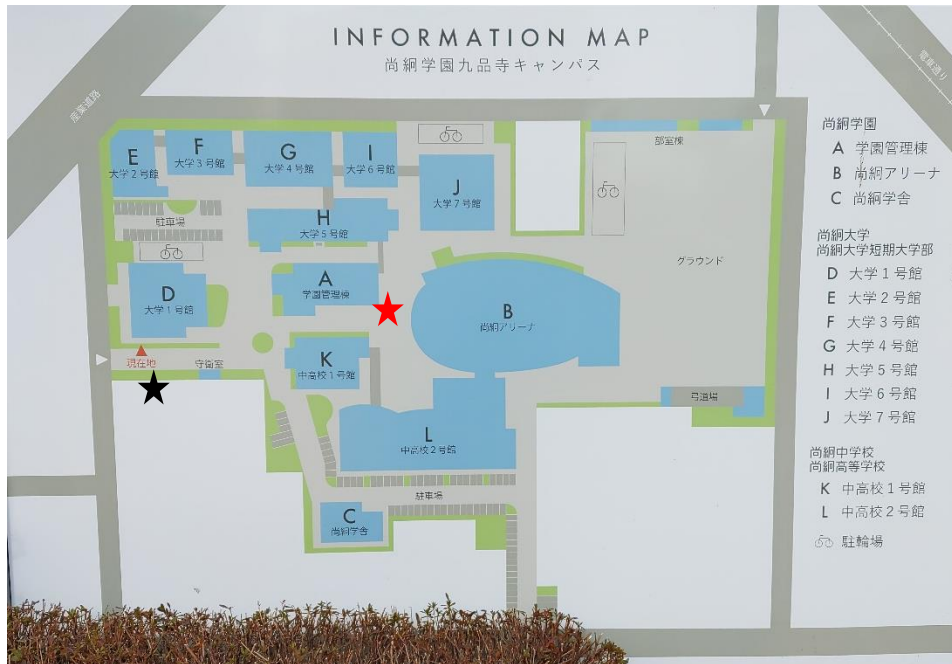 INFORMATION MAP
尚絅学園九品寺キャンパス
産業道路
電車通り
E
大学2号館
F
大学3号館
G
大学4号館
I
大学6号館
J
大学7号館
部室棟
駐車場
H
大学5号館
グラウンド
D
大学1号館
A
学園管理棟
B
尚絅アリーナ
現在地
守衛室
K
中高校1号館
弓道場
L
中高校2号館
駐車場
C
尚絅学舎
尚絅学園
A 学園管理棟
B 尚絅アリーナ
C 尚絅学舎
尚絅大学
尚絅大学短期大学部
D 大学1号館
E 大学2号館
F 大学3号館
G 大学4号館
H 大学5号館
I 大学6号館
J 大学7号館
尚絅中学校
尚絅高等学校
K 中高校1号館
L 中高校2号館
駐輪場